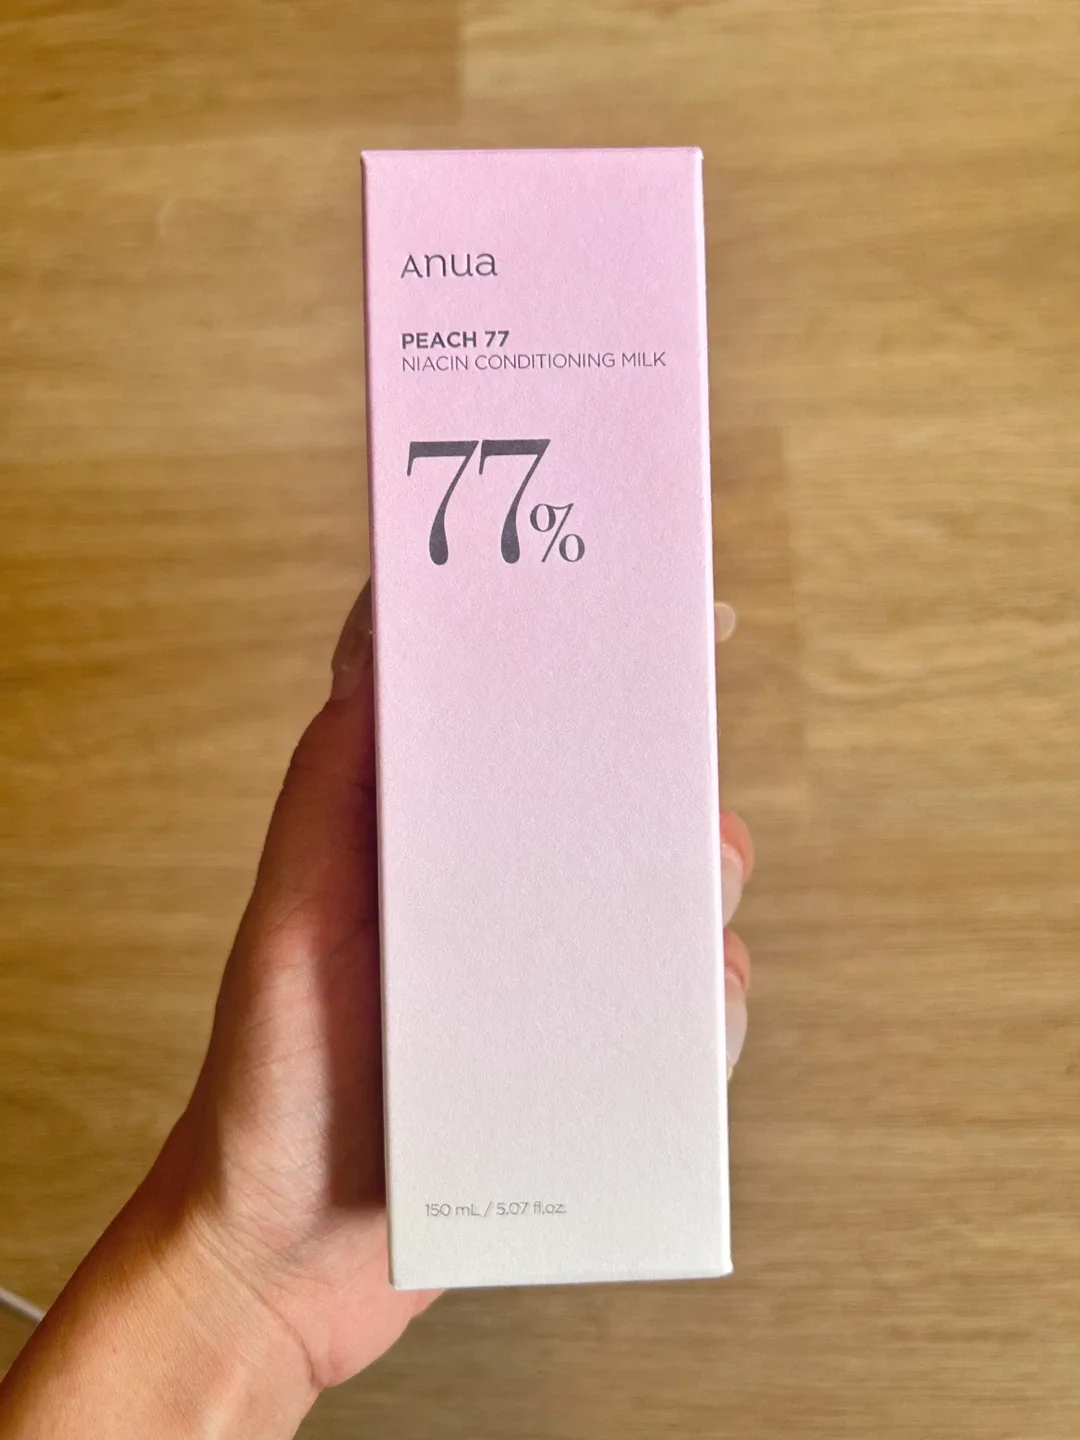 Anua
PEACH 77
NIACIN CONDITIONING MILK
77%
150 mL / 5.07 fl.oz.